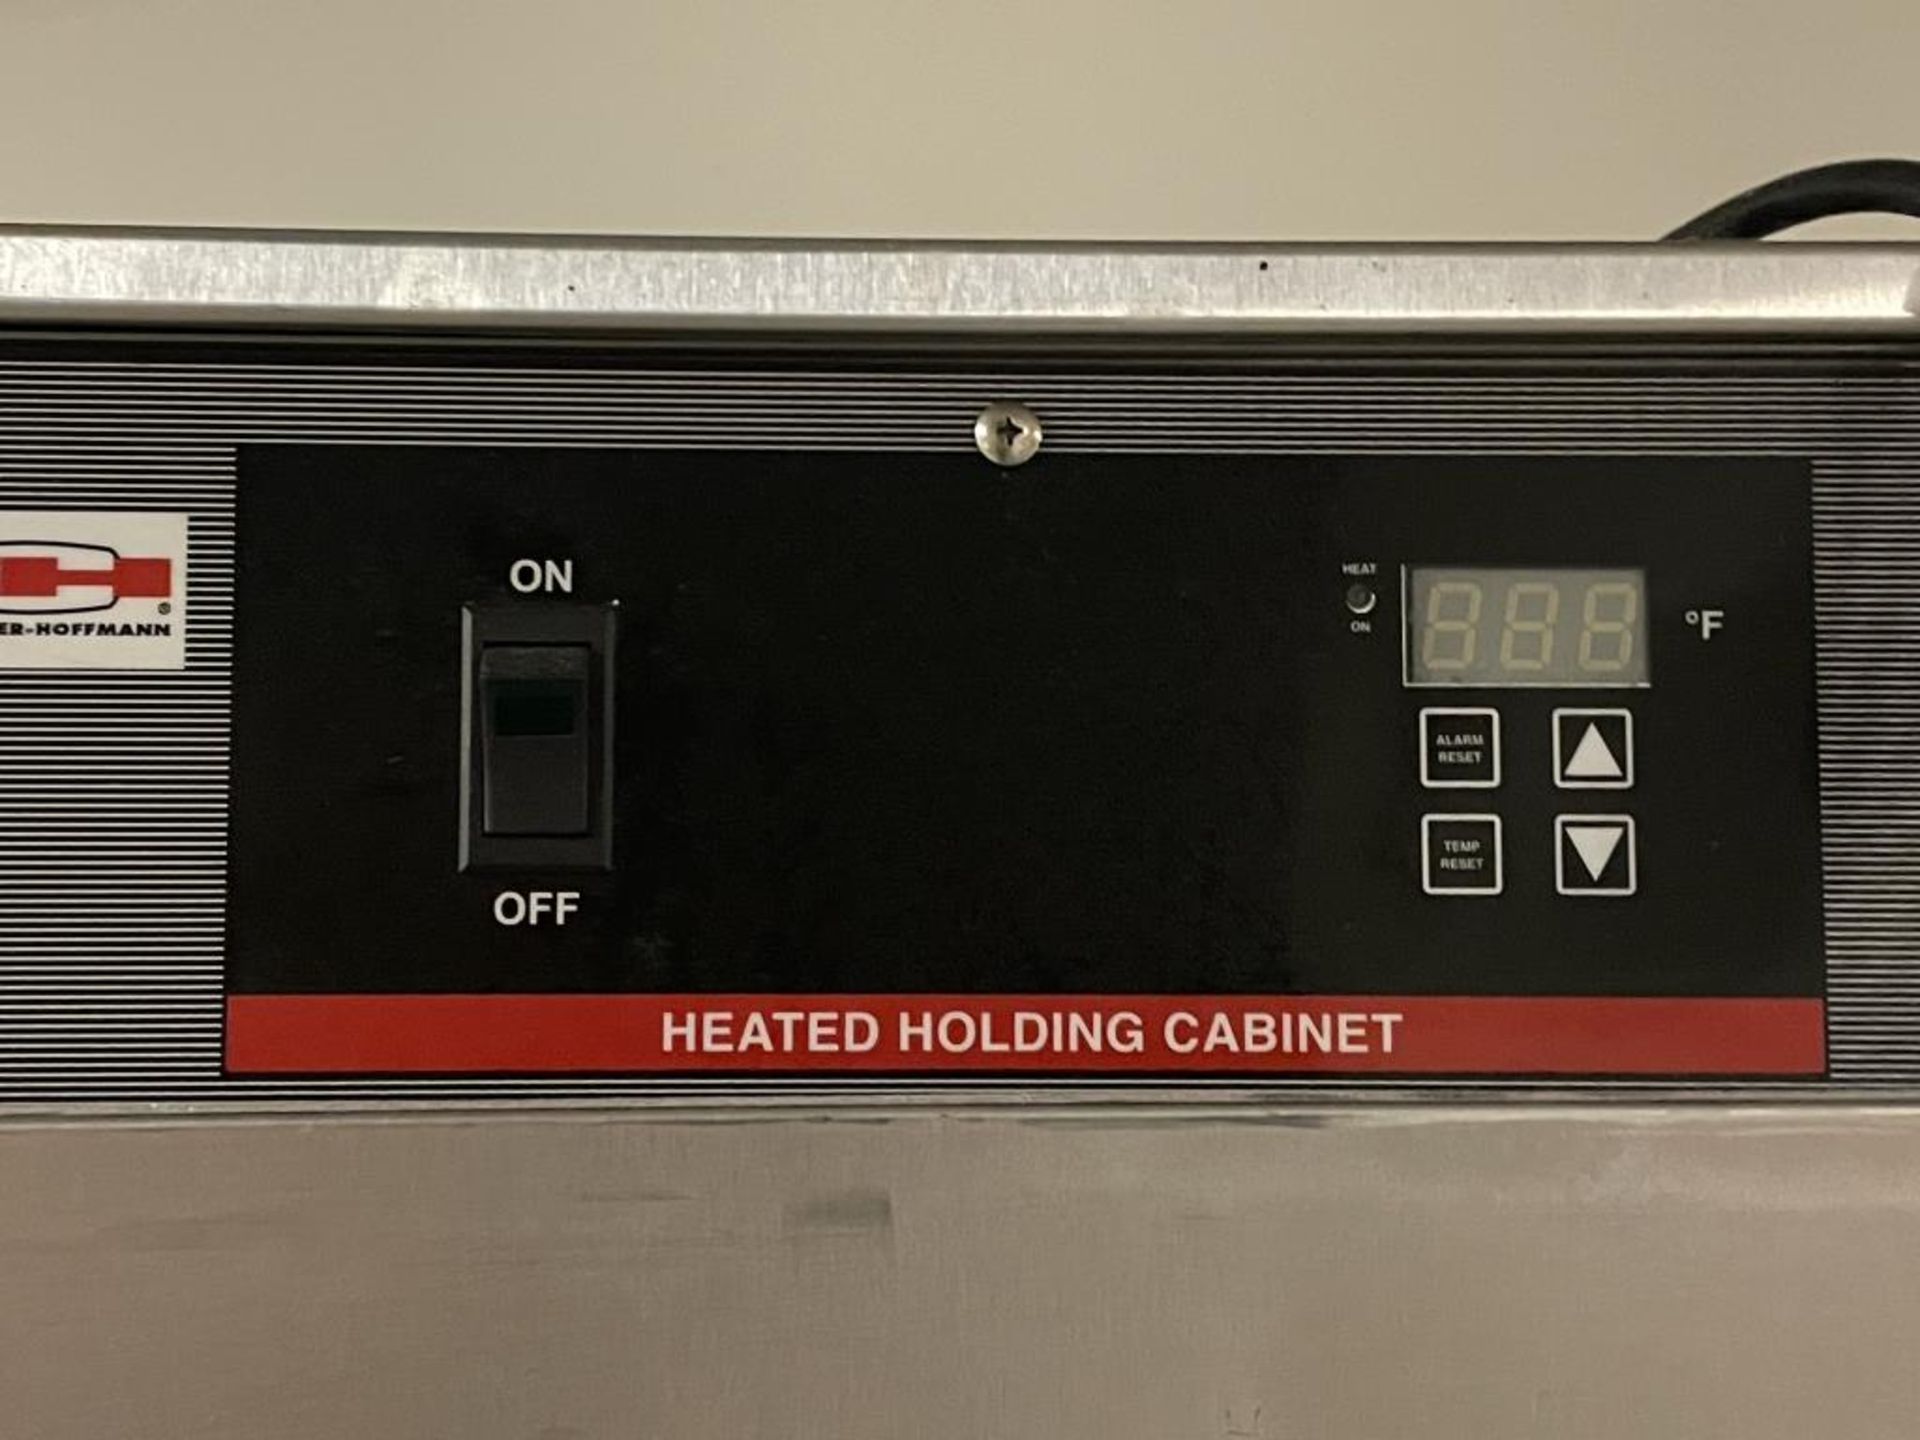 ON
HEAT
ON
°F
®
ER-HOFFMANN
ALARM
RESET
TEMP
RESET
OFF
HEATED HOLDING CABINET